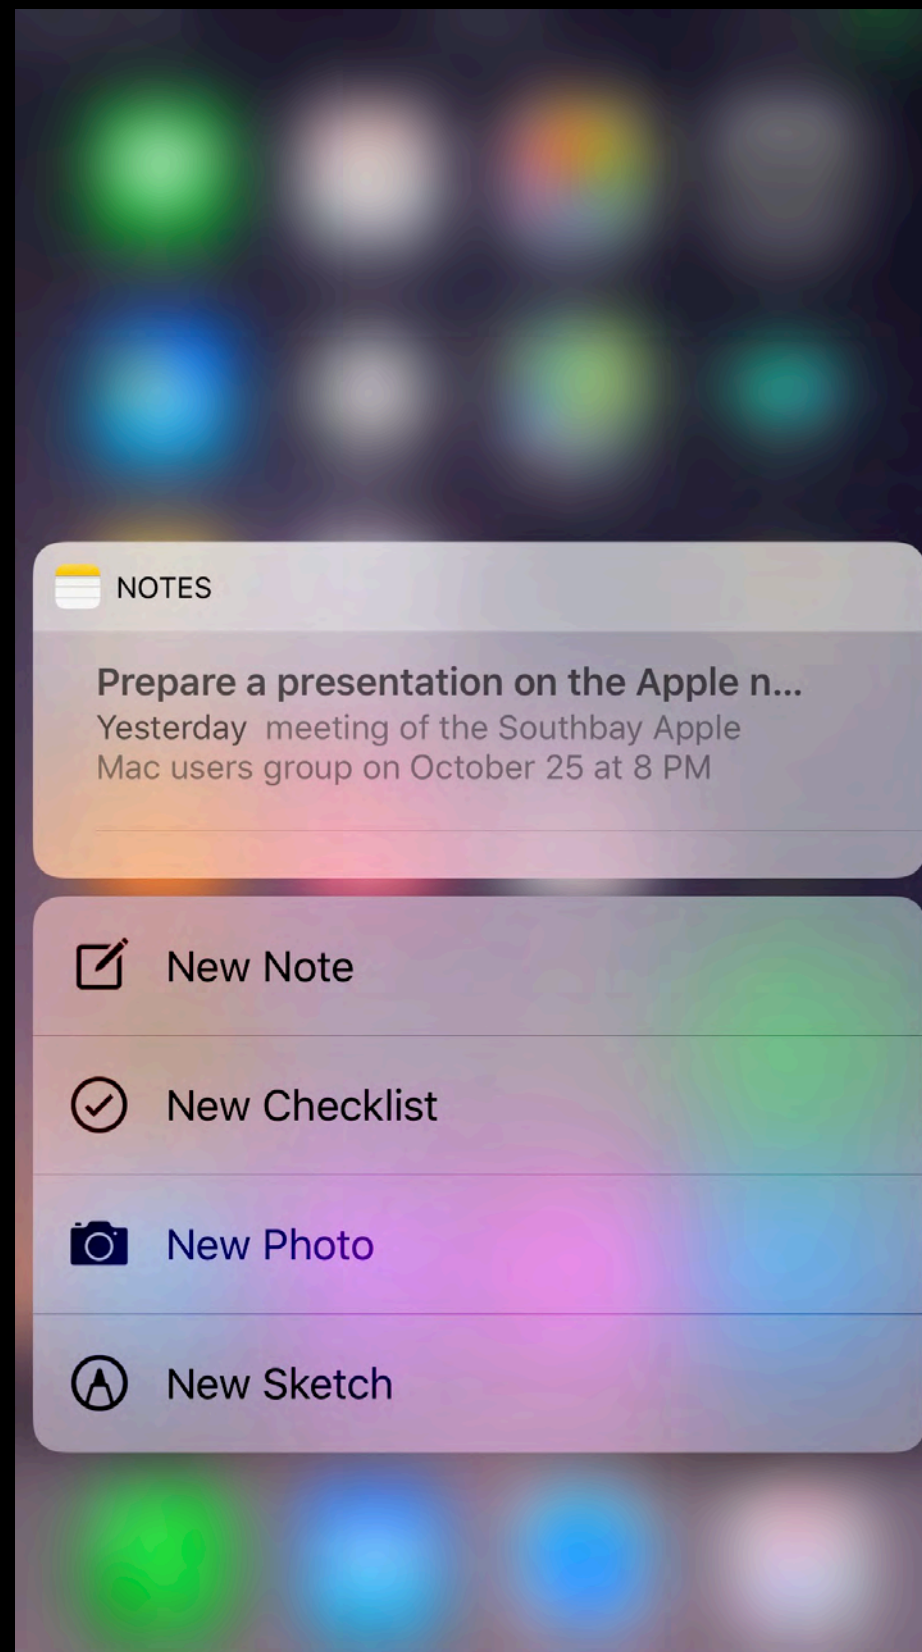 NOTES
Prepare a presentation on the Apple n...
Yesterday meeting of the Southbay Apple
Mac users group on October 25 at 8 PM
New Note
New Checklist
New Photo
New Sketch